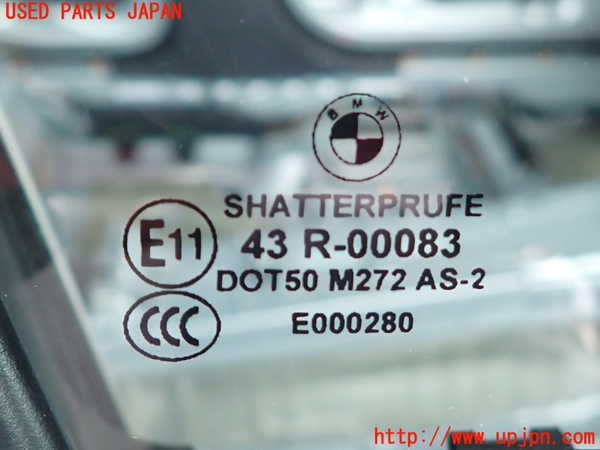 USED PARTS JAPAN
BMW
SHATTERPRUFE
E11
43 R-00083
DOT50 M272 AS-2
CCC
E000280
http://www.upjpn.com/